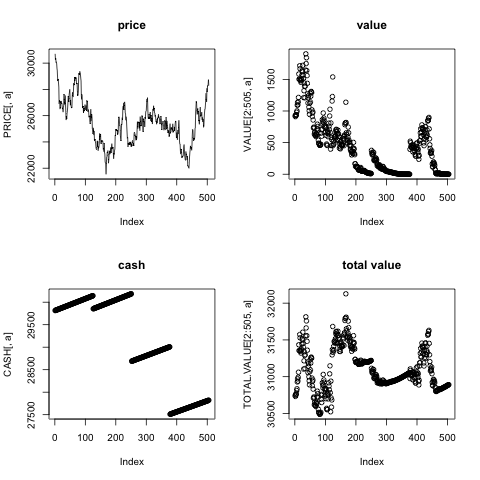 price
PRICE[, a]
22000 26000 30000
0 100 200 300 400 500
Index
value
VALUE[2:505, a]
0 500 1000 1500
0 100 200 300 400 500
Index
cash
CASH[, a]
27500 28500 29500
0 100 200 300 400 500
Index
total value
TOTAL.VALUE[2:505, a]
30500 31000 31500 32000
0 100 200 300 400 500
Index